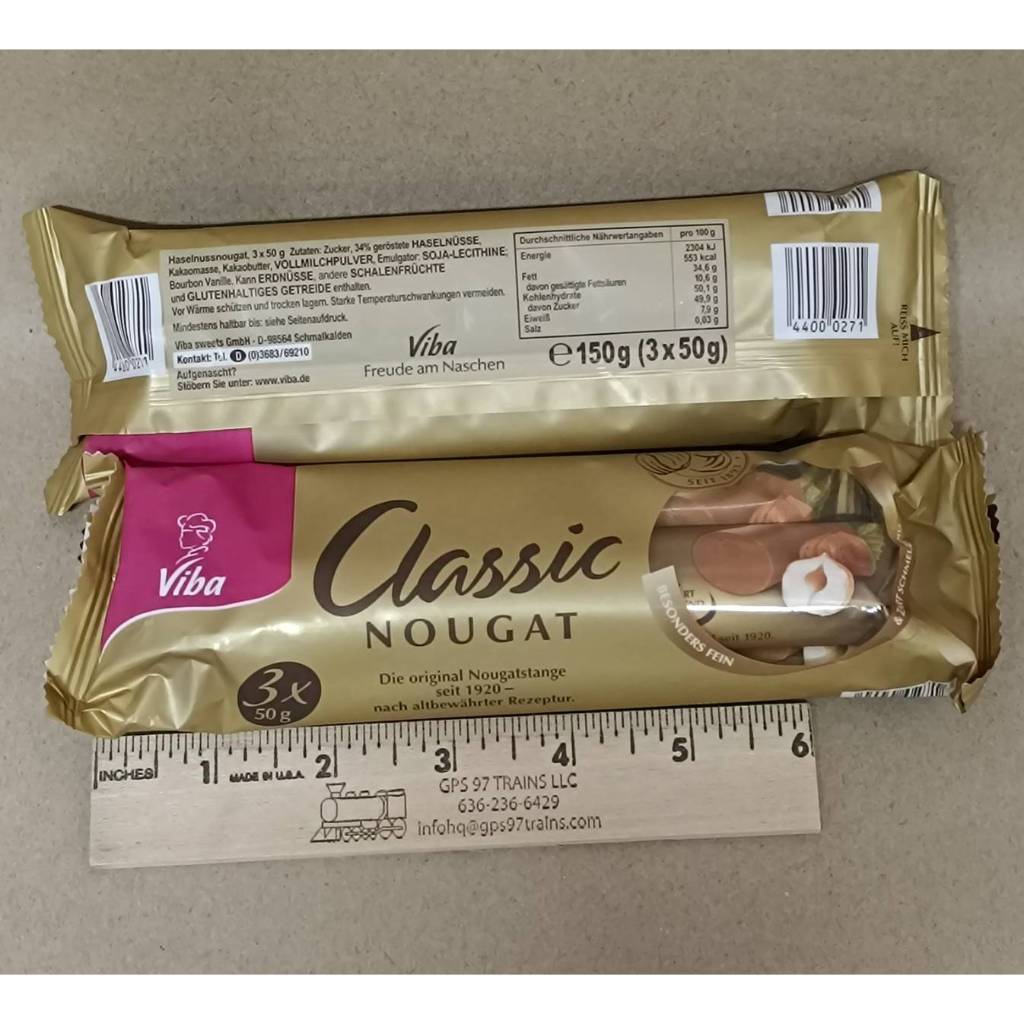 Haselnussnougat, 3 x 50 g Zutaten: Zucker, 34% geröstete HASELNÜSSE,
Kakaomasse, Kakaobutter, VOLLMILCHPULVER, Emulgator: SOJA-LECITHINE;
Bourbon Vanille. Kann ERDNÜSSE, andere SCHALENFRÜCHTE
und GLUTENHALTIGES GETREIDE enthalten.
Vor Wärme schützen und trocken lagern. Starke Temperaturschwankungen vermeiden.
Mindestens haltbar bis: siehe Seitenaufdruck.
Viba sweets GmbH · D-98564 Schmalkalden
Kontakt: Tel. D (0)3683/69210
Aufgenascht?
Stöbern Sie unter: www.viba.de
Viba
Freude am Naschen
Durchschnittliche Nährwertangaben pro 100 g
Energie 2304 kJ
553 kcal
Fett 34,6 g
davon gesättigte Fettsäuren 10,6 g
Kohlenhydrate 50,1 g
davon Zucker 49,9 g
Eiweiß 7,9 g
Salz 0,03 g
e 150g (3x50g)
4400 0271
4400 0271
REISS MICH
AUF!
Viba
Classic
NOUGAT
3x
50 g
Die original Nougatstange
seit 1920 –
nach altbewährter Rezeptur.
SEIT
BESONDERS FEIN
& ZART SCHMELZEND
seit 1920.
INCHES 1 MADE IN U.S.A. 2 3 4 5 6
GPS 97 TRAINS LLC
636-236-6429
infohq@gps97trains.com